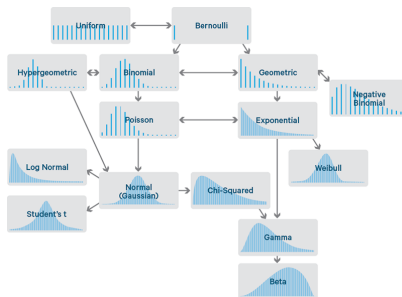 Uniform
Bernoulli
Hypergeometric
Binomial
Geometric
Negative
Binomial
Poisson
Exponential
Log Normal
Normal
(Gaussian)
Chi-Squared
Weibull
Student's t
Gamma
Beta